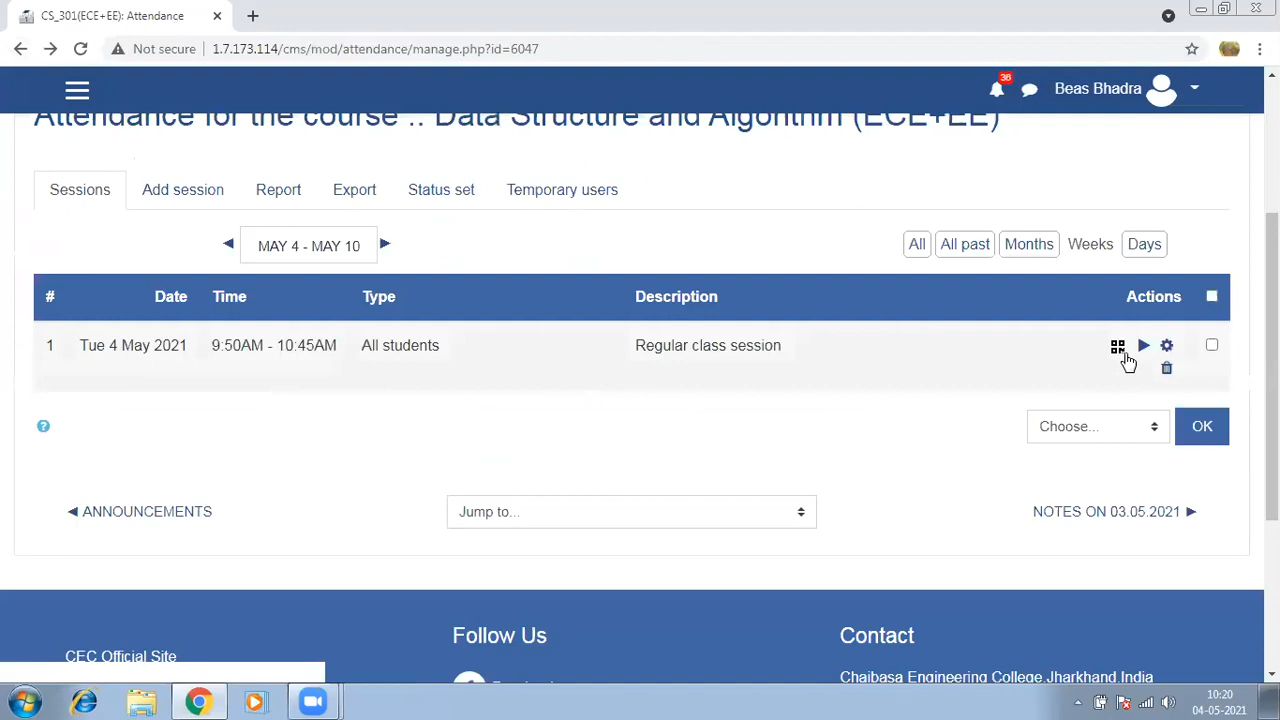 CS_301(ECE+EE): Attendance
Not secure
1.7.173.114/cms/mod/attendance/manage.php?id=6047
36
Beas Bhadra
Attendance for the course :: Data Structure and Algorithm (ECE+EE)
Sessions
Add session
Report
Export
Status set
Temporary users
MAY 4 - MAY 10
All
All past
Months
Weeks
Days
# Date Time Type Description Actions
1 Tue 4 May 2021 9:50AM - 10:45AM All students Regular class session
Choose...
OK
ANNOUNCEMENTS
Jump to...
NOTES ON 03.05.2021
CEC Official Site
Follow Us
Contact
Chaibasa Engineering College,Jharkhand,India
10:20
04-05-2021